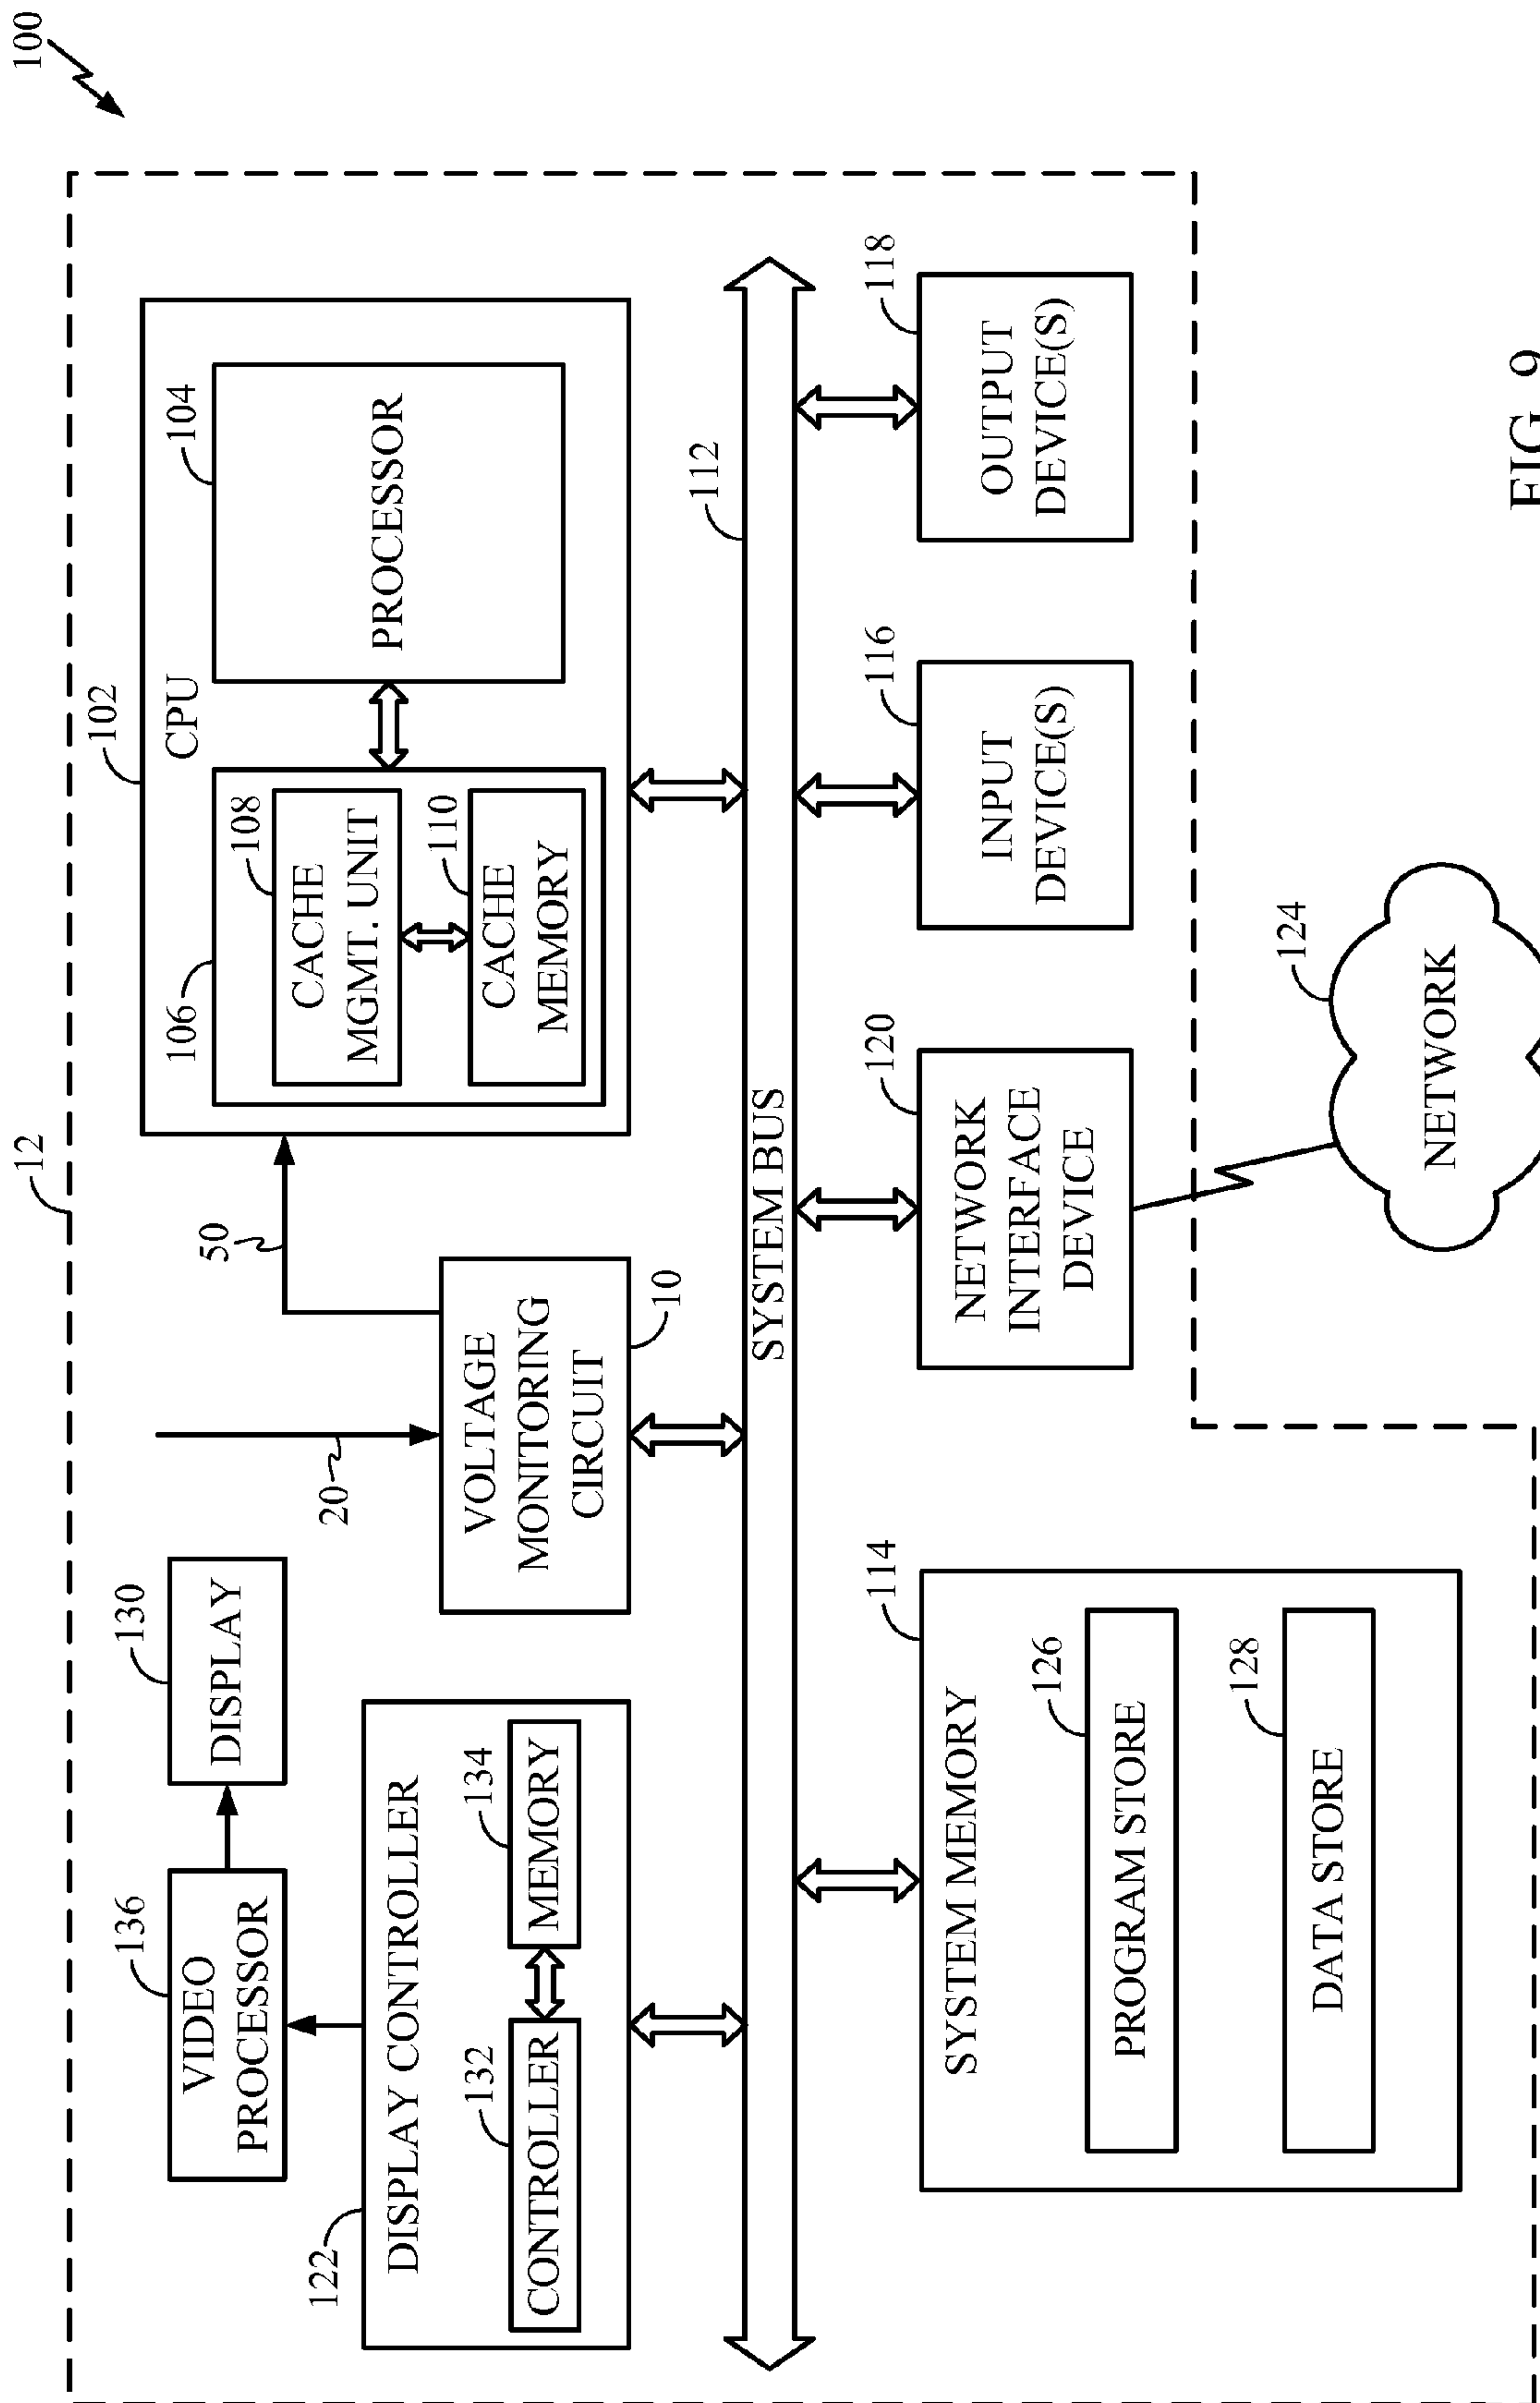 100
12
136
VIDEO
PROCESSOR
130
DISPLAY
122
DISPLAY CONTROLLER
132
CONTROLLER
134
MEMORY
20
50
VOLTAGE
MONITORING
CIRCUIT
10
102
CPU
106
108
CACHE
MGMT. UNIT
110
CACHE
MEMORY
104
PROCESSOR
112
SYSTEM BUS
114
SYSTEM MEMORY
126
PROGRAM STORE
128
DATA STORE
120
NETWORK
INTERFACE
DEVICE
116
INPUT
DEVICE(S)
118
OUTPUT
DEVICE(S)
124
NETWORK
FIG. 9